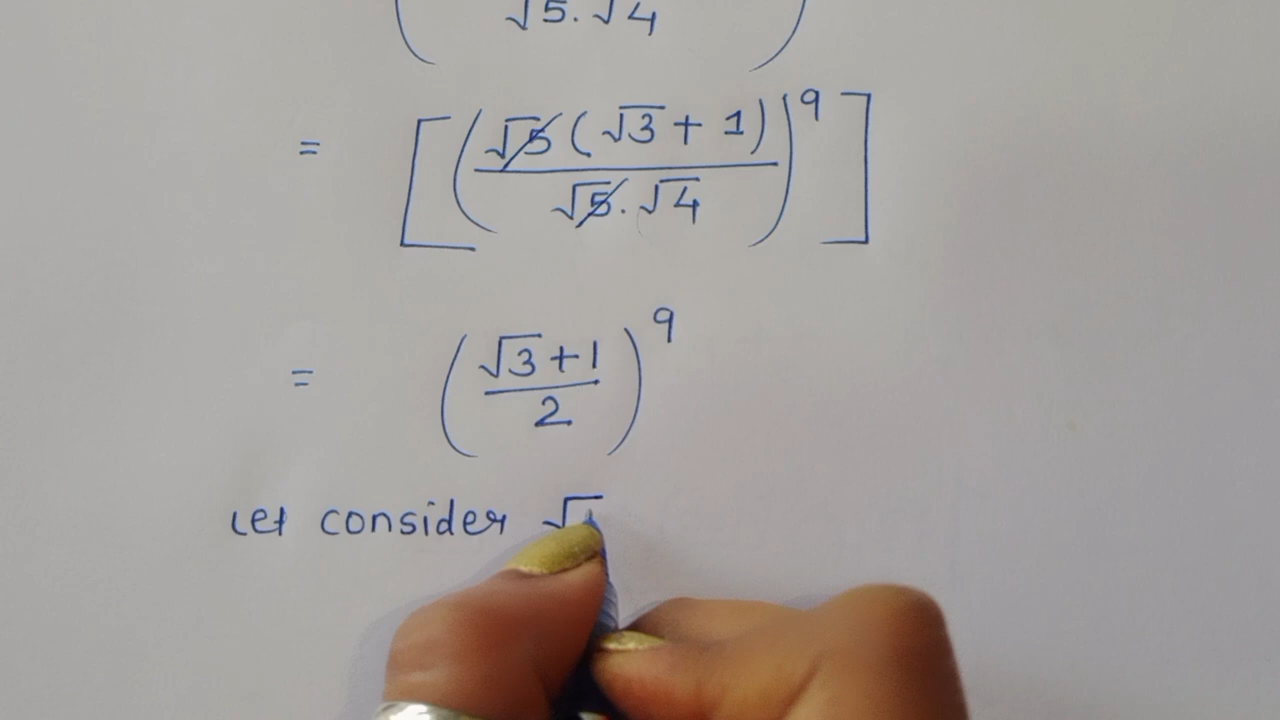 √5.√4
= [((√5(√3+1))/(√5.√4))^9]
= ((√3+1)/2)^9
Let consider √